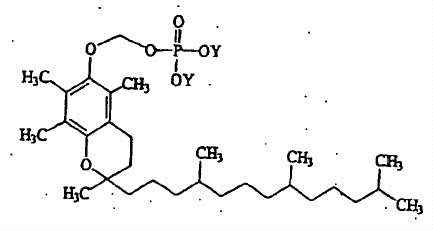 O
O O P OY
OY
H₃C CH₃
H₃C
O CH₃ CH₃ CH₃
H₃C
CH₃